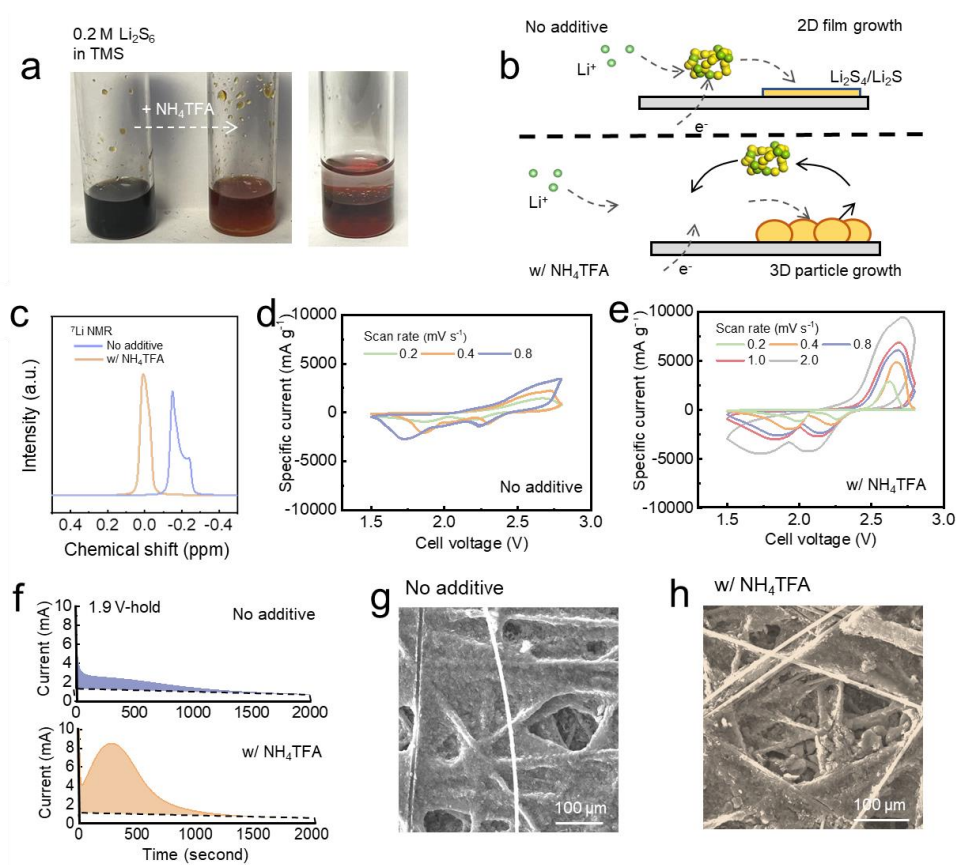 0.2 M Li₂S₆
in TMS
a
+ NH₄TFA
b
No additive
2D film growth
Li⁺
Li₂S₄/Li₂S
e⁻
Li⁺
w/ NH₄TFA
e⁻
3D particle growth
c
⁷Li NMR
No additive
w/ NH₄TFA
Intensity (a.u.)
0.4 0.2 0.0 -0.2 -0.4
Chemical shift (ppm)
d
Specific current (mA g⁻¹)
10000
5000
0
-5000
-10000
Scan rate (mV s⁻¹)
0.2 0.4 0.8
No additive
1.5 2.0 2.5 3.0
Cell voltage (V)
e
Specific current (mA g⁻¹)
10000
5000
0
-5000
-10000
Scan rate (mV s⁻¹)
0.2 0.4 0.8
1.0 2.0
w/ NH₄TFA
1.5 2.0 2.5 3.0
Cell voltage (V)
f
1.9 V-hold
No additive
Current (mA)
10
8
6
4
2
0
0 500 1000 1500 2000
w/ NH₄TFA
Current (mA)
10
8
6
4
2
0
0 500 1000 1500 2000
Time (second)
g
No additive
100 µm
h
w/ NH₄TFA
100 µm